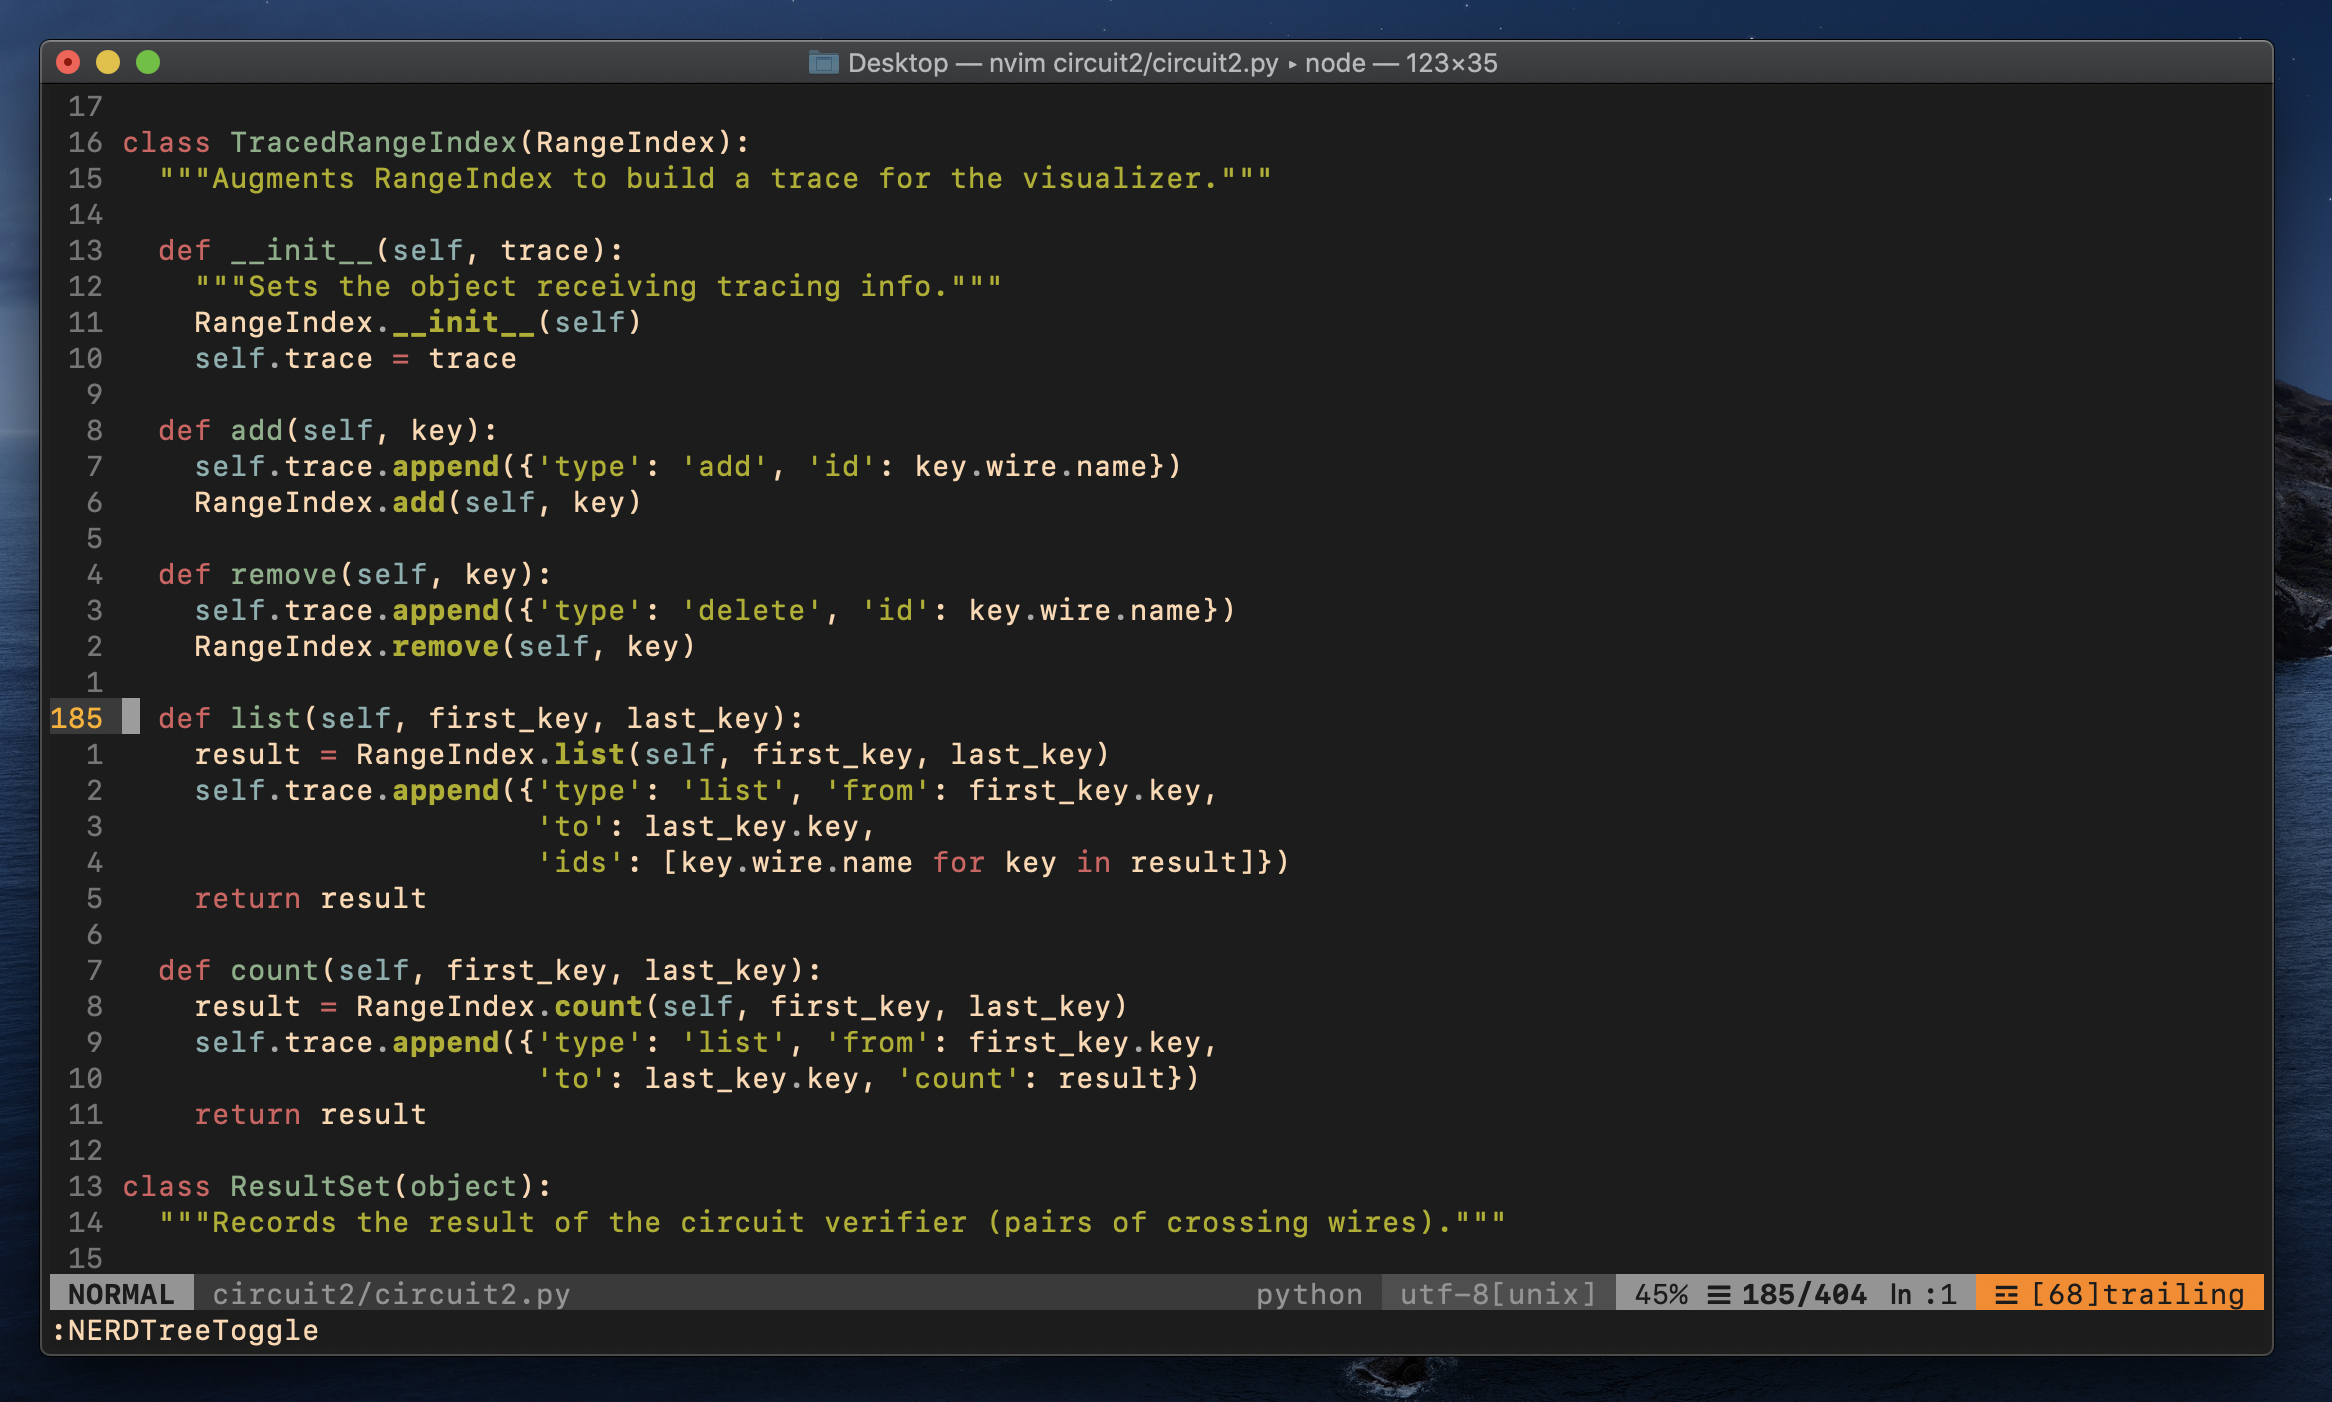 Desktop — nvim circuit2/circuit2.py ▸ node — 123×35
17
16 class TracedRangeIndex(RangeIndex):
15   """Augments RangeIndex to build a trace for the visualizer."""
14
13   def __init__(self, trace):
12     """Sets the object receiving tracing info."""
11     RangeIndex.__init__(self)
10     self.trace = trace
9
8   def add(self, key):
7     self.trace.append({'type': 'add', 'id': key.wire.name})
6     RangeIndex.add(self, key)
5
4   def remove(self, key):
3     self.trace.append({'type': 'delete', 'id': key.wire.name})
2     RangeIndex.remove(self, key)
1
185   def list(self, first_key, last_key):
1     result = RangeIndex.list(self, first_key, last_key)
2     self.trace.append({'type': 'list', 'from': first_key.key,
3                        'to': last_key.key,
4                        'ids': [key.wire.name for key in result]})
5     return result
6
7   def count(self, first_key, last_key):
8     result = RangeIndex.count(self, first_key, last_key)
9     self.trace.append({'type': 'list', 'from': first_key.key,
10                        'to': last_key.key, 'count': result})
11     return result
12
13 class ResultSet(object):
14   """Records the result of the circuit verifier (pairs of crossing wires)."""
15
NORMAL circuit2/circuit2.py python utf-8[unix] 45% ☰ 185/404 ln :1 ☲ [68]trailing
:NERDTreeToggle